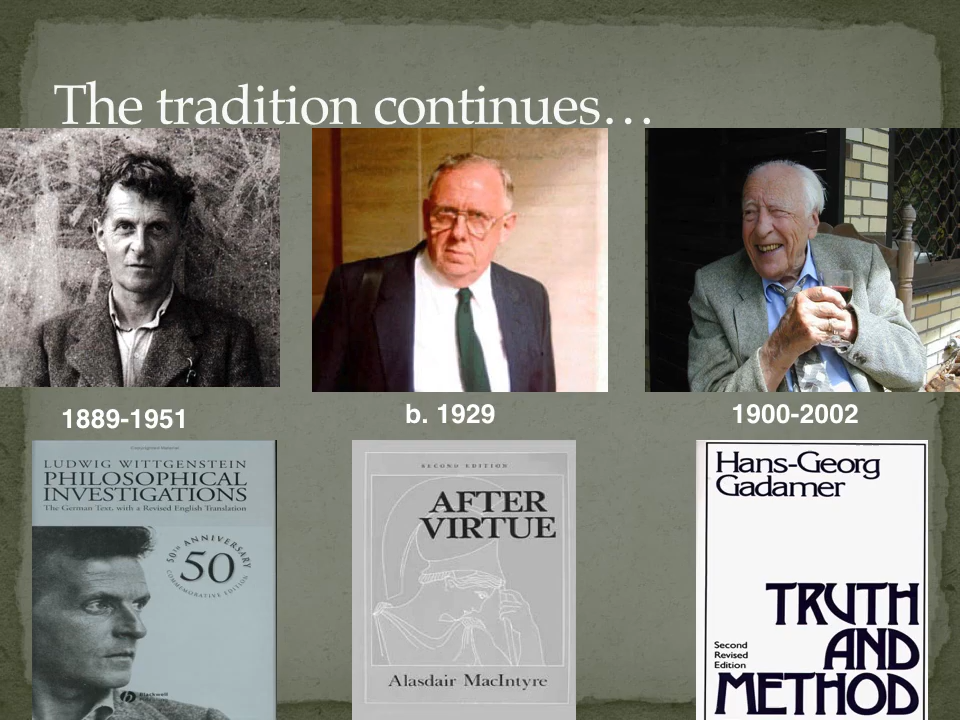 The tradition continues…
1889-1951
b. 1929
1900-2002
LUDWIG WITTGENSTEIN
PHILOSOPHICAL
INVESTIGATIONS
The German Text, with a Revised English Translation
50TH ANNIVERSARY
50
COMMEMORATIVE EDITION
Blackwell
SECOND EDITION
AFTER
VIRTUE
Alasdair MacIntyre
Hans-Georg
Gadamer
TRUTH
AND
METHOD
Second
Revised
Edition